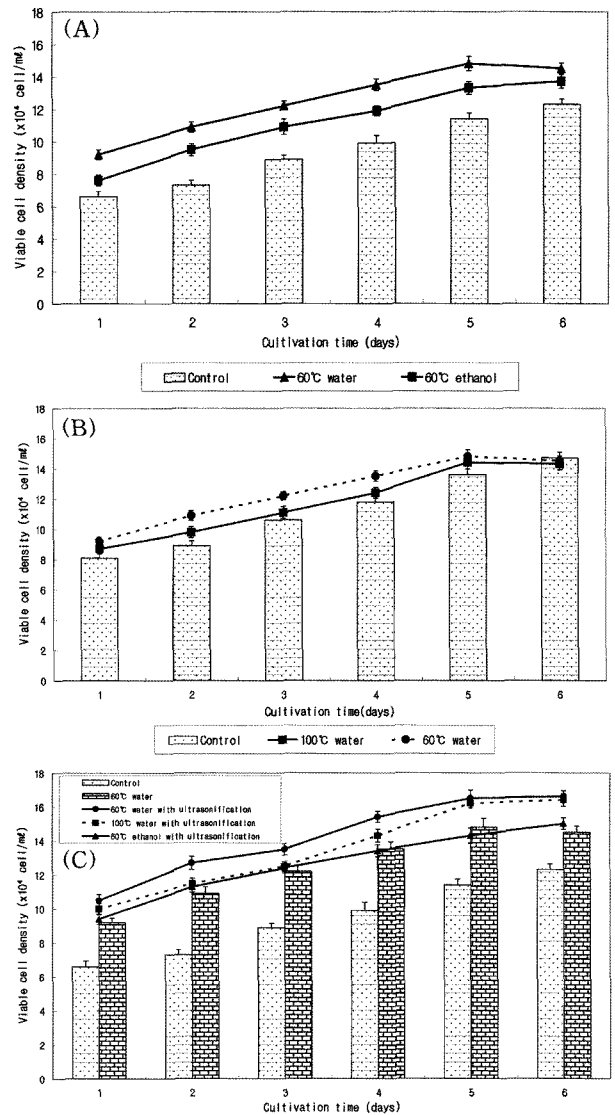 (A)
Viable cell density (x10⁴ cell/㎖)
18
16
14
12
10
8
6
4
2
0
1 2 3 4 5 6
Cultivation time (days)
Control 60℃ water 60℃ ethanol
(B)
Viable cell density (x10⁴ cell/㎖)
18
16
14
12
10
8
6
4
2
0
1 2 3 4 5 6
Cultivation time(days)
Control 100℃ water 60℃ water
(C)
Viable cell density (x10⁴ cell/㎖)
18
16
14
12
10
8
6
4
2
0
Control
60℃ water
60℃ water with ultrasonification
100℃ water with ultrasonification
60℃ ethanol with ultrasonification
1 2 3 4 5 6
Cultivation time (days)